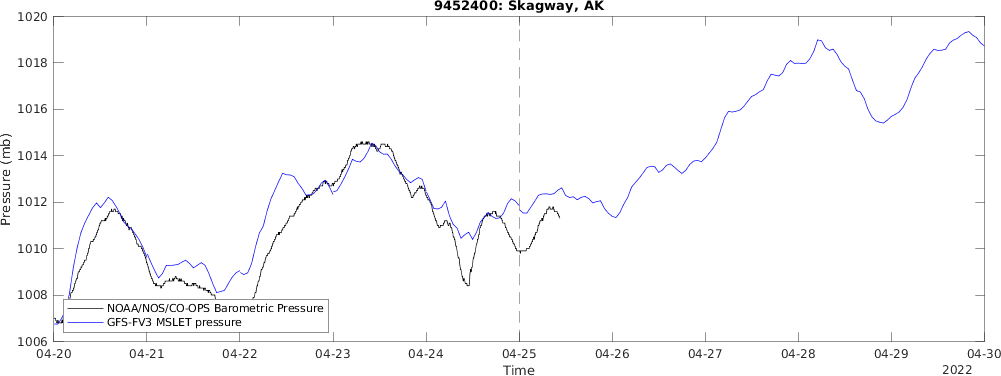 9452400: Skagway, AK
1020
1018
1016
1014
1012
1010
1008
1006
Pressure (mb)
NOAA/NOS/CO-OPS Barometric Pressure
GFS-FV3 MSLET pressure
04-20 04-21 04-22 04-23 04-24 04-25 04-26 04-27 04-28 04-29 04-30
Time
2022